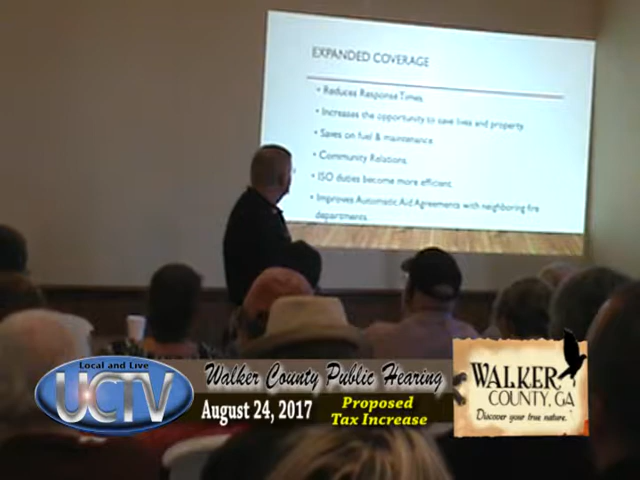 EXPANDED COVERAGE
• Reduces Response Times.
• Increases the opportunity to save lives and property.
• Saves on fuel & maintenance.
• Community Relations.
• ISO duties become more efficient.
• Improves Automatic Aid Agreements with neighboring fire
departments.
Local and Live
UCTV
Walker County Public Hearing
August 24, 2017
Proposed
Tax Increase
WALKER
COUNTY, GA
Discover your true nature.